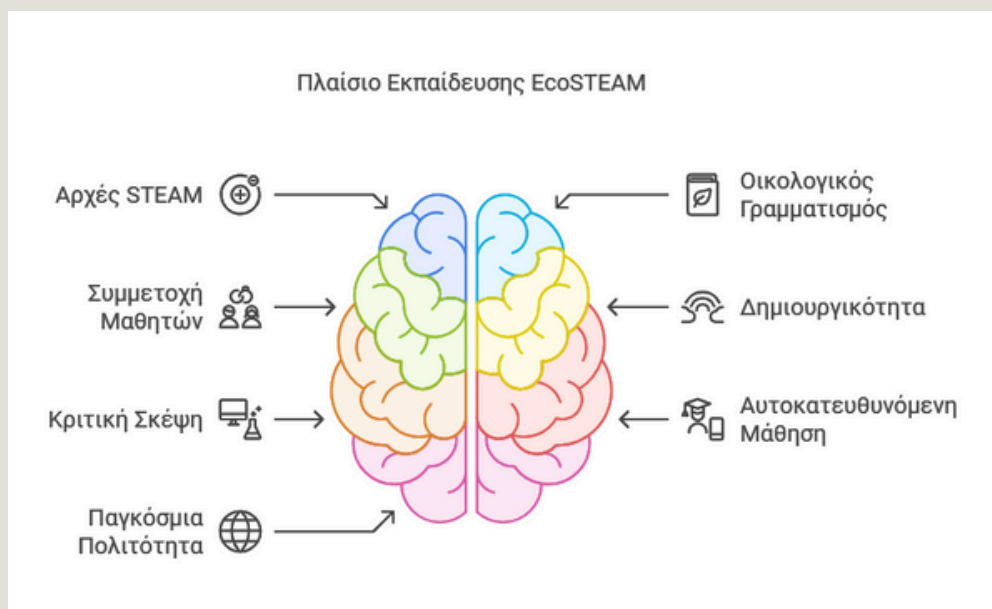 Πλαίσιο Εκπαίδευσης EcoSTEAM
Αρχές STEAM
Συμμετοχή
Μαθητών
Κριτική Σκέψη
Παγκόσμια
Πολιτότητα
Οικολογικός
Γραμματισμός
Δημιουργικότητα
Αυτοκατευθυνόμενη
Μάθηση